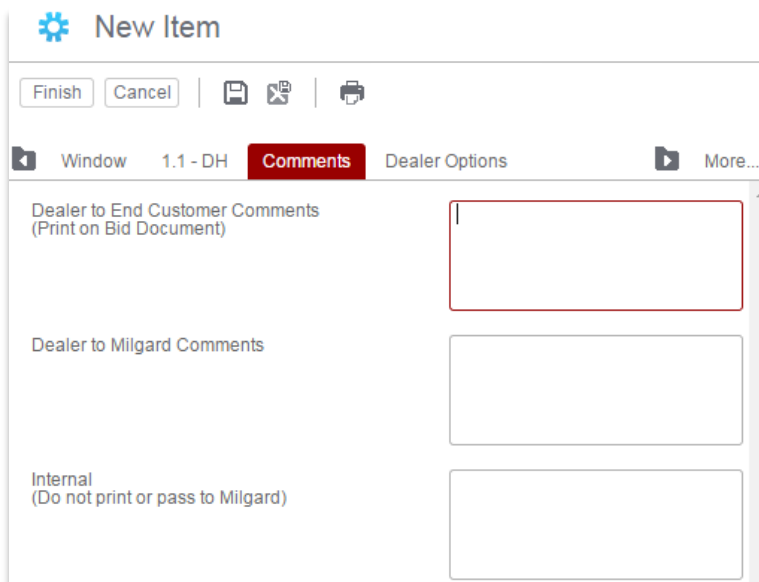 New Item
Finish Cancel
Window 1.1 - DH Comments Dealer Options More...
Dealer to End Customer Comments
(Print on Bid Document)
Dealer to Milgard Comments
Internal
(Do not print or pass to Milgard)